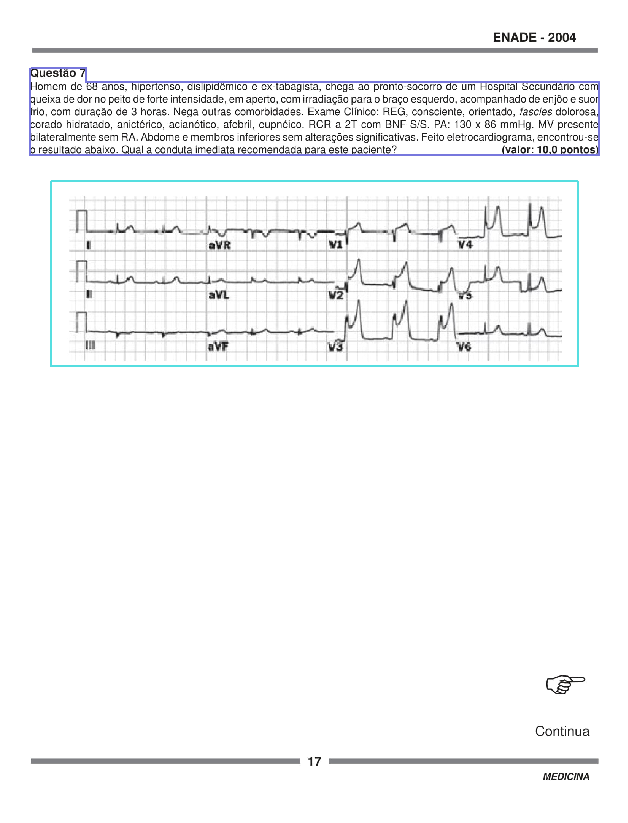 ENADE - 2004
Questão 7
Homem de 68 anos, hipertenso, dislipidêmico e ex-tabagista, chega ao pronto-socorro de um Hospital Secundário com
queixa de dor no peito de forte intensidade, em aperto, com irradiação para o braço esquerdo, acompanhado de enjôo e suor
frio, com duração de 3 horas. Nega outras comorbidades. Exame Clínico: REG, consciente, orientado, fascies dolorosa,
corado hidratado, anictérico, acianótico, afebril, eupnéico. RCR a 2T com BNF S/S. PA: 130 x 86 mmHg. MV presente
bilateralmente sem RA. Abdome e membros inferiores sem alterações significativas. Feito eletrocardiograma, encontrou-se
o resultado abaixo. Qual a conduta imediata recomendada para este paciente? (valor: 10,0 pontos)
I aVR V1 V4
II aVL V2 V5
III aVF V3 V6
Continua
17
MEDICINA